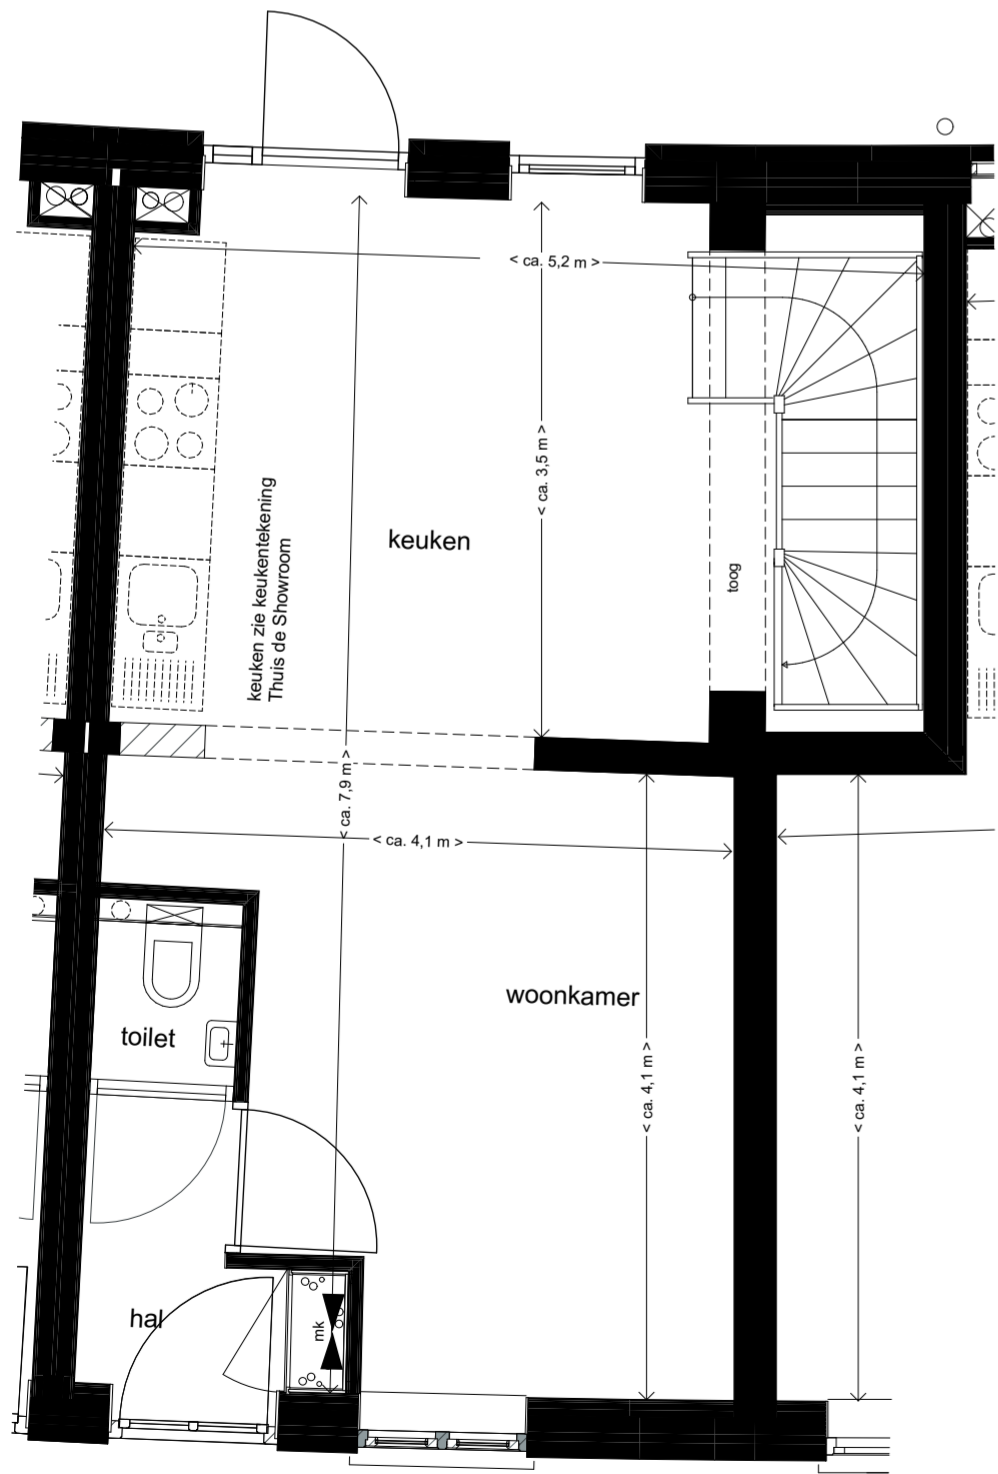 < ca. 5,2 m >
< ca. 3,5 m >
keuken
keuken zie keukentekening
Thuis de Showroom
toog
< ca. 7,9 m >
< ca. 4,1 m >
woonkamer
toilet
< ca. 4,1 m >
< ca. 4,1 m >
hal
mk